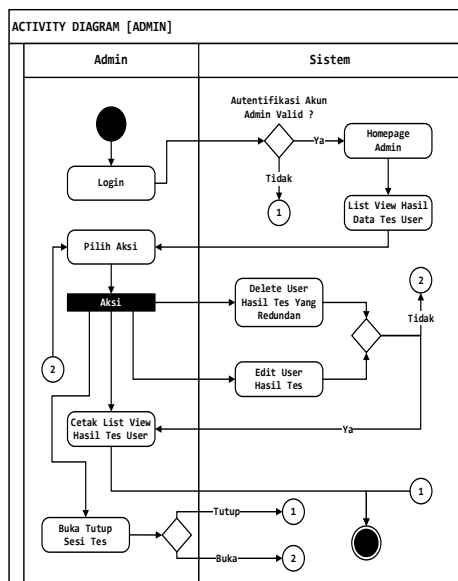 ACTIVITY DIAGRAM [ADMIN]
Admin
Sistem
Autentifikasi Akun
Admin Valid ?
Ya
Homepage
Admin
Login
Tidak
1
List View Hasil
Data Tes User
Pilih Aksi
Aksi
Delete User
Hasil Tes Yang
Redundan
2
Tidak
2
Edit User
Hasil Tes
Cetak List View
Hasil Tes User
Ya
1
Buka Tutup
Sesi Tes
Tutup
1
Buka
2